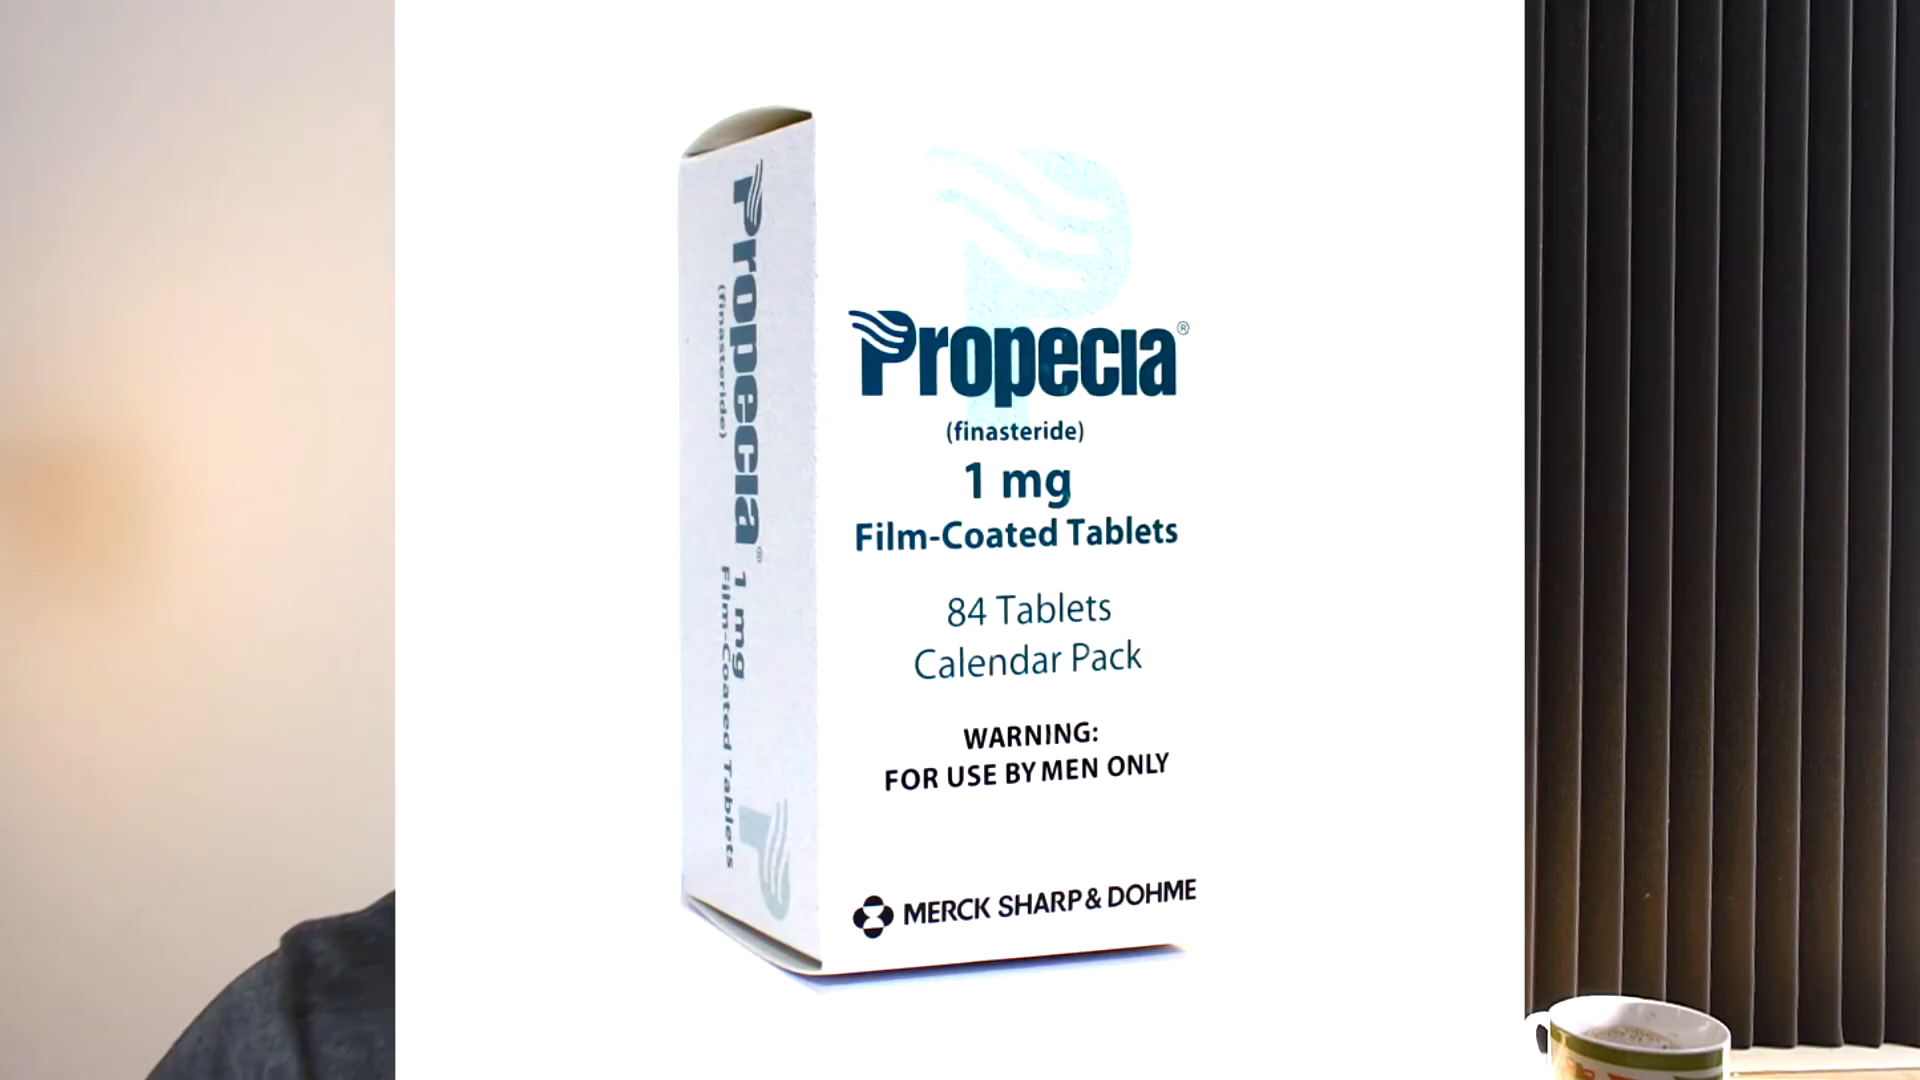 Propecia®
(finasteride)
1 mg
Film-Coated Tablets
Propecia®
(finasteride)
1 mg
Film-Coated Tablets
84 Tablets
Calendar Pack
WARNING:
FOR USE BY MEN ONLY
MERCK SHARP & DOHME